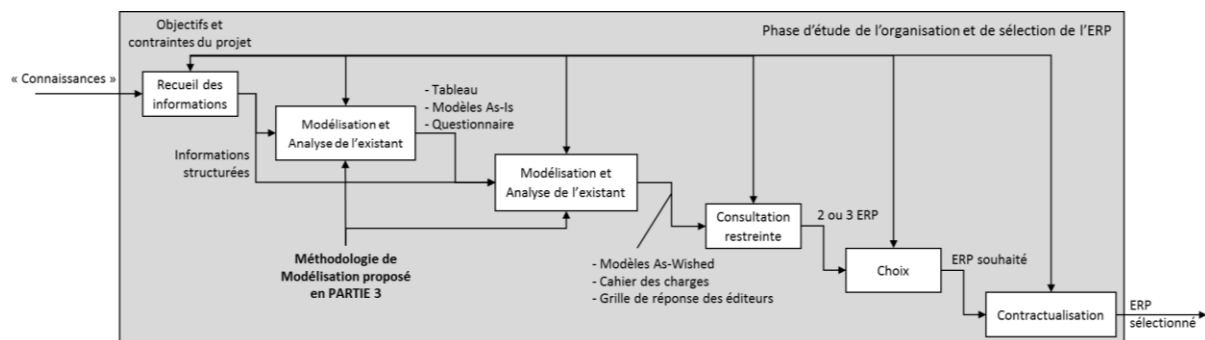 Objectifs et
contraintes du projet
Phase d'étude de l'organisation et de sélection de l'ERP
« Connaissances »
Recueil des
informations
- Tableau
- Modèles As-Is
- Questionnaire
Modélisation et
Analyse de l'existant
Informations
structurées
Modélisation et
Analyse de l'existant
Consultation
restreinte
2 ou 3 ERP
Méthodologie de
Modélisation proposé
en PARTIE 3
- Modèles As-Wished
- Cahier des charges
- Grille de réponse des éditeurs
Choix
ERP souhaité
Contractualisation
ERP
sélectionné